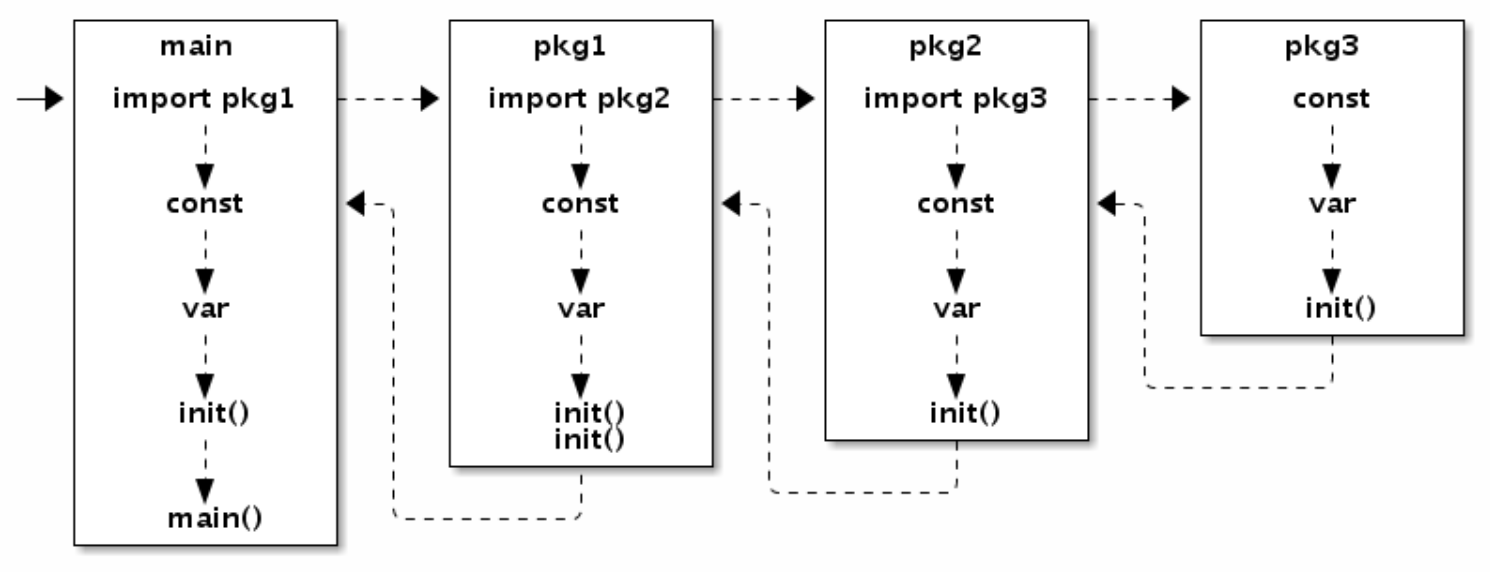 main
import pkg1
const
var
init()
main()
pkg1
import pkg2
const
var
init()
init()
pkg2
import pkg3
const
var
init()
pkg3
const
var
init()